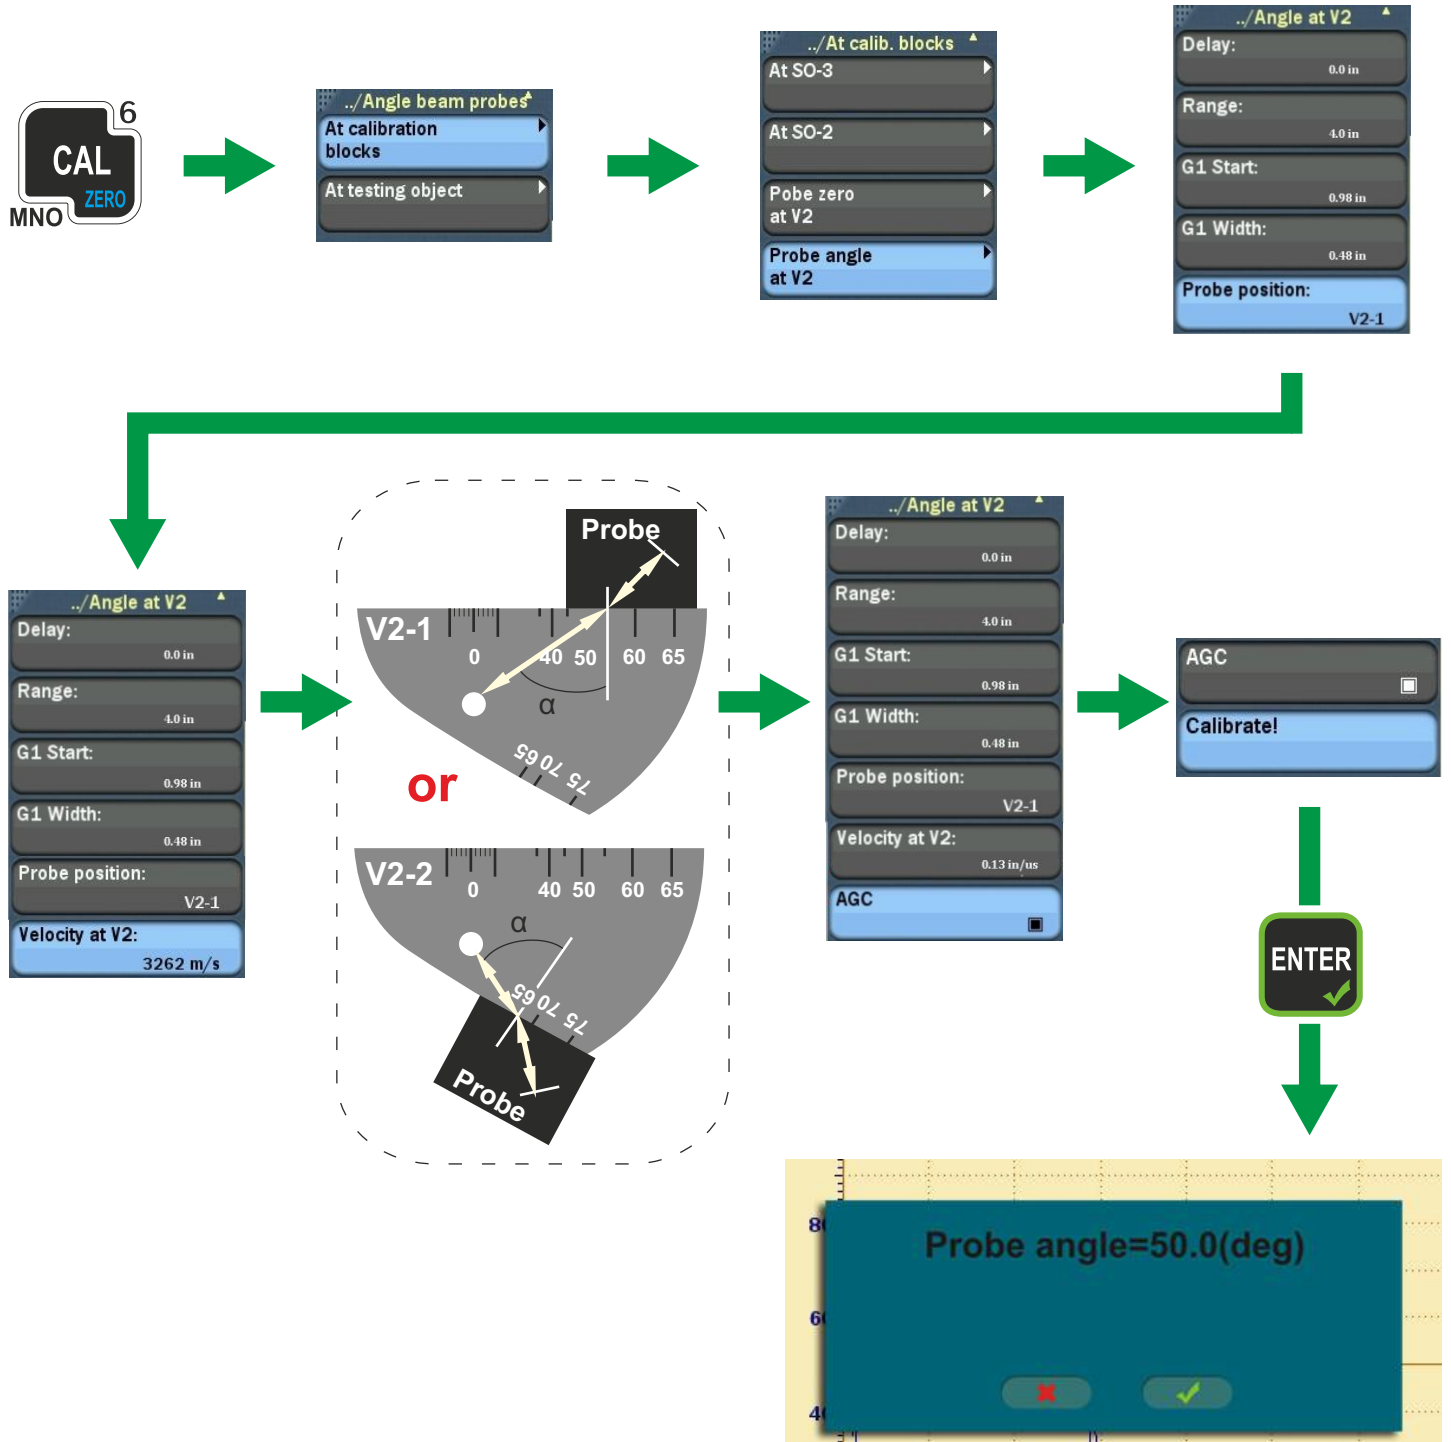 6
CAL
ZERO
MNO
../Angle beam probes
At calibration
blocks
At testing object
../At calib. blocks
At SO-3
At SO-2
Pobe zero
at V2
Probe angle
at V2
../Angle at V2
Delay:
0.0 in
Range:
4.0 in
G1 Start:
0.98 in
G1 Width:
0.48 in
Probe position:
V2-1
../Angle at V2
Delay:
0.0 in
Range:
4.0 in
G1 Start:
0.98 in
G1 Width:
0.48 in
Probe position:
V2-1
Velocity at V2:
3262 m/s
Probe
V2-1
0 40 50 60 65
α
65 70 75
or
V2-2
0 40 50 60 65
α
65 70 75
Probe
../Angle at V2
Delay:
0.0 in
Range:
4.0 in
G1 Start:
0.98 in
G1 Width:
0.48 in
Probe position:
V2-1
Velocity at V2:
0.13 in/us
AGC
AGC
Calibrate!
ENTER
Probe angle=50.0(deg)